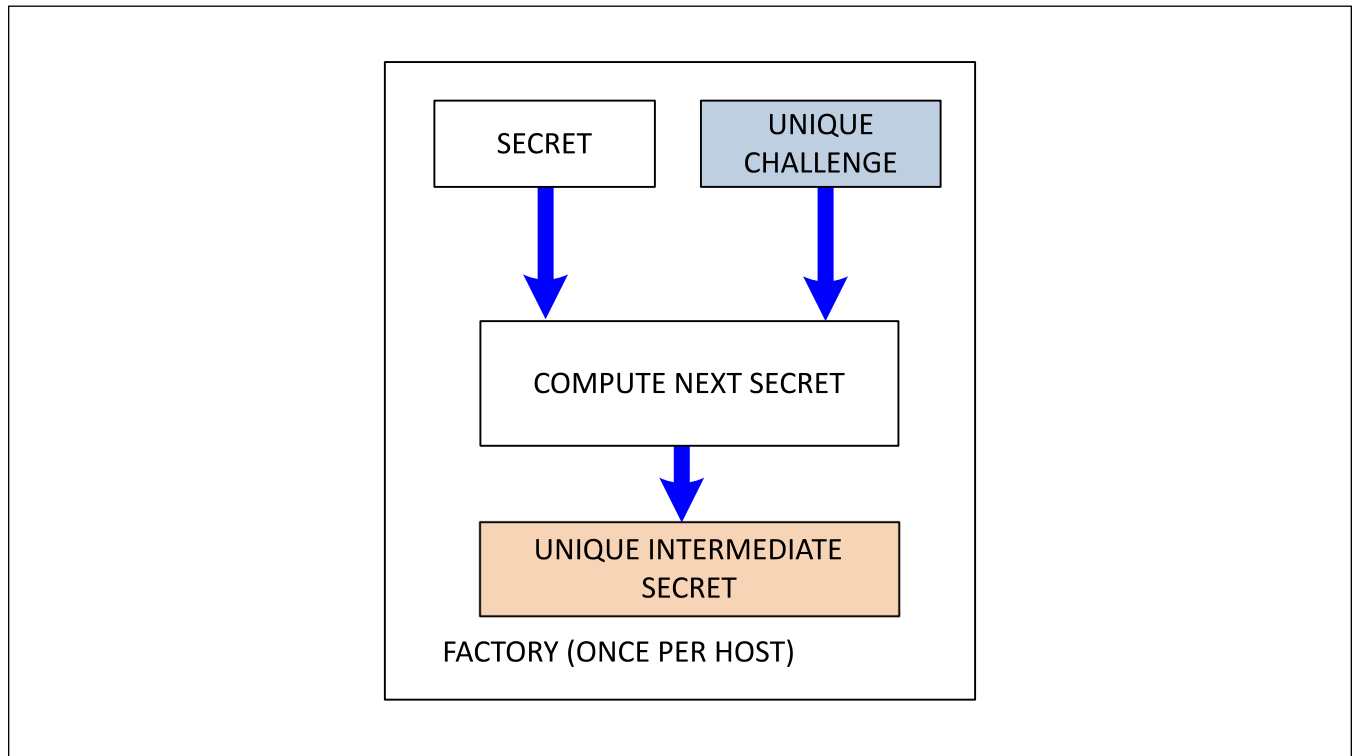 SECRET
UNIQUE
CHALLENGE
COMPUTE NEXT SECRET
UNIQUE INTERMEDIATE
SECRET
FACTORY (ONCE PER HOST)